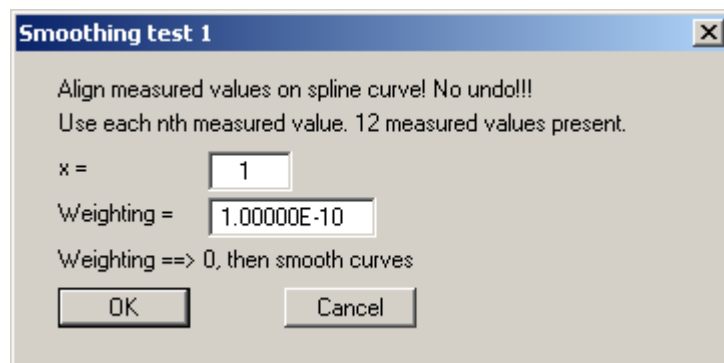 Smoothing test 1
Align measured values on spline curve! No undo!!!
Use each nth measured value. 12 measured values present.
x = 1
Weighting = 1.00000E-10
Weighting ==> 0, then smooth curves
OK Cancel